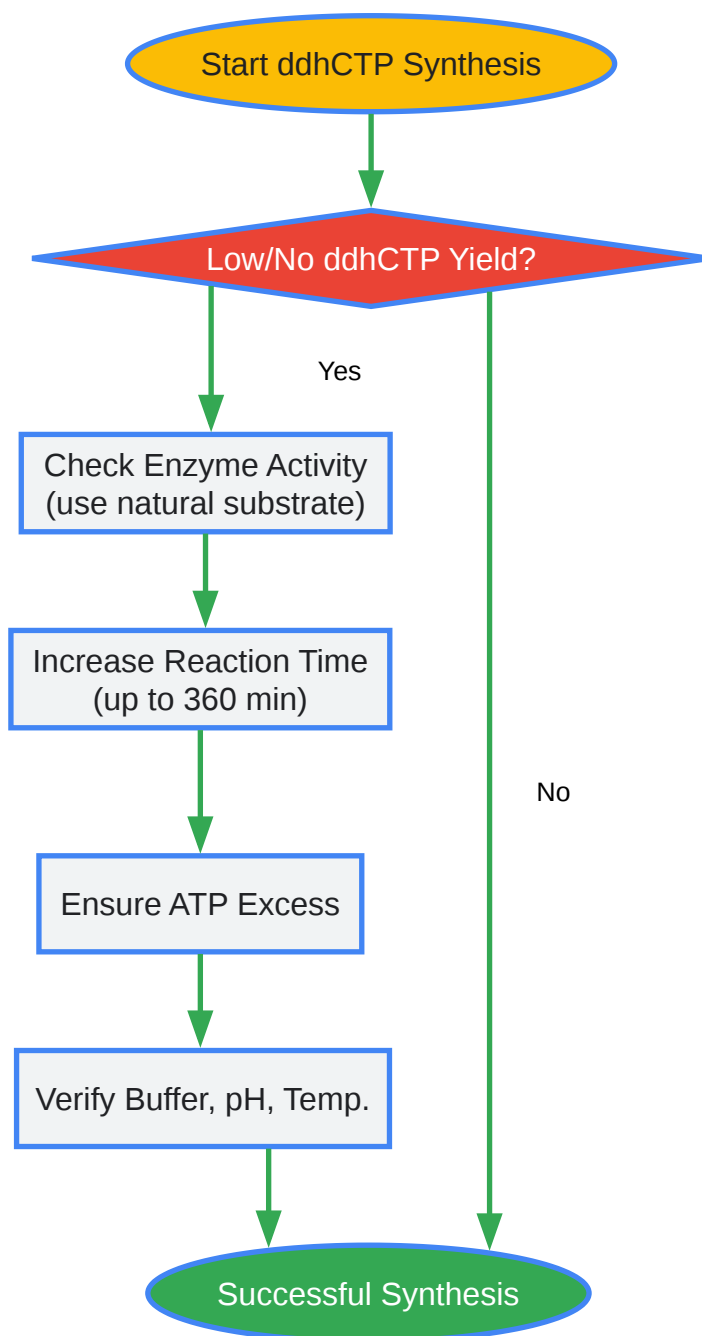 Start ddhCTP Synthesis
Low/No ddhCTP Yield?
Yes
Check Enzyme Activity
(use natural substrate)
Increase Reaction Time
(up to 360 min)
No
Ensure ATP Excess
Verify Buffer, pH, Temp.
Successful Synthesis